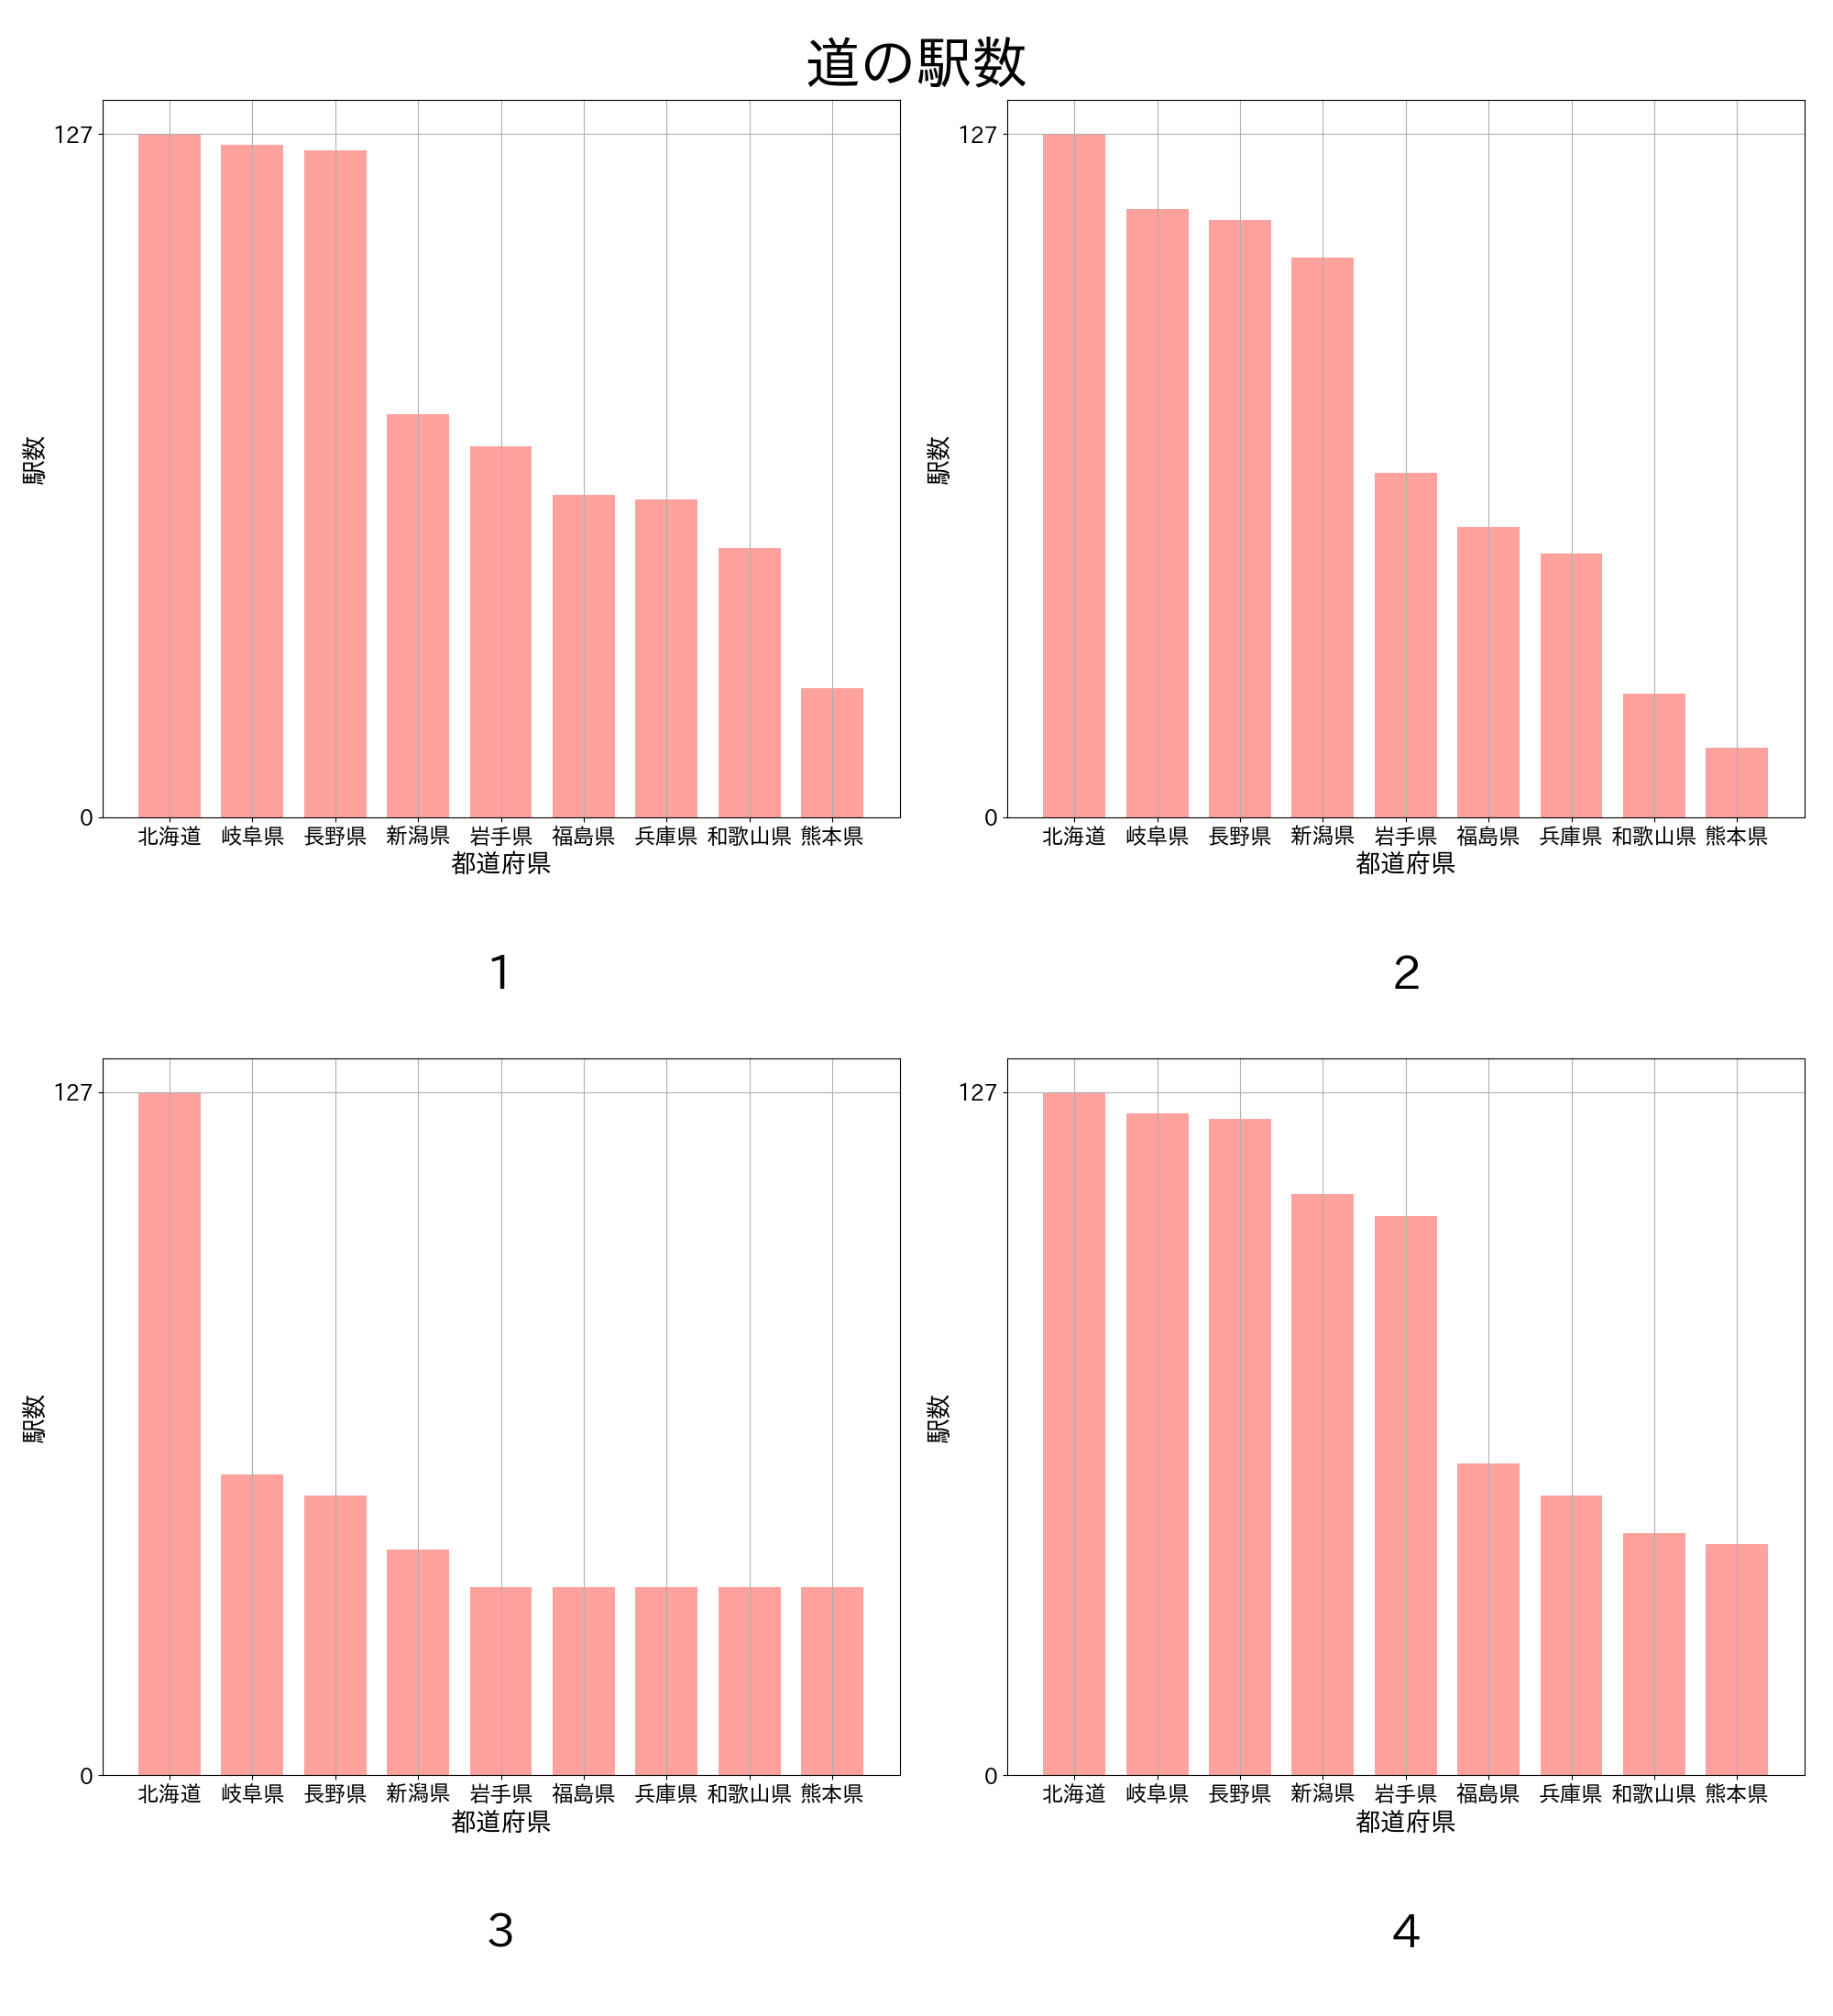 道の駅数
127
駅数
0
北海道 岐阜県 長野県 新潟県 岩手県 福島県 兵庫県 和歌山県 熊本県
都道府県
1
127
駅数
0
北海道 岐阜県 長野県 新潟県 岩手県 福島県 兵庫県 和歌山県 熊本県
都道府県
2
127
駅数
0
北海道 岐阜県 長野県 新潟県 岩手県 福島県 兵庫県 和歌山県 熊本県
都道府県
3
127
駅数
0
北海道 岐阜県 長野県 新潟県 岩手県 福島県 兵庫県 和歌山県 熊本県
都道府県
4